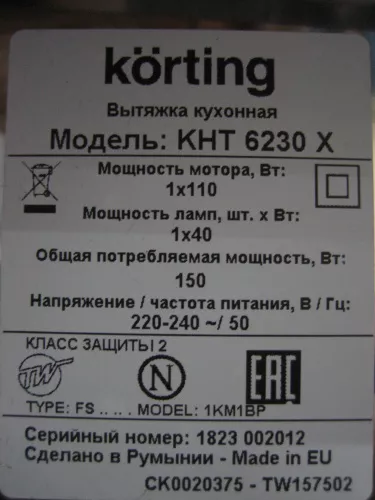 körting
Вытяжка кухонная
Модель: KHT 6230 X
Мощность мотора, Вт:
1x110
Мощность ламп, шт. x Вт:
1x40
Общая потребляемая мощность, Вт:
150
Напряжение / частота питания, В / Гц:
220-240 ~/ 50
КЛАСС ЗАЩИТЫ 2
TW N EAC
TYPE: FS .. .. .. MODEL: 1KM1BP
Серийный номер: 1823 002012
Сделано в Румынии - Made in EU
CK0020375 - TW157502